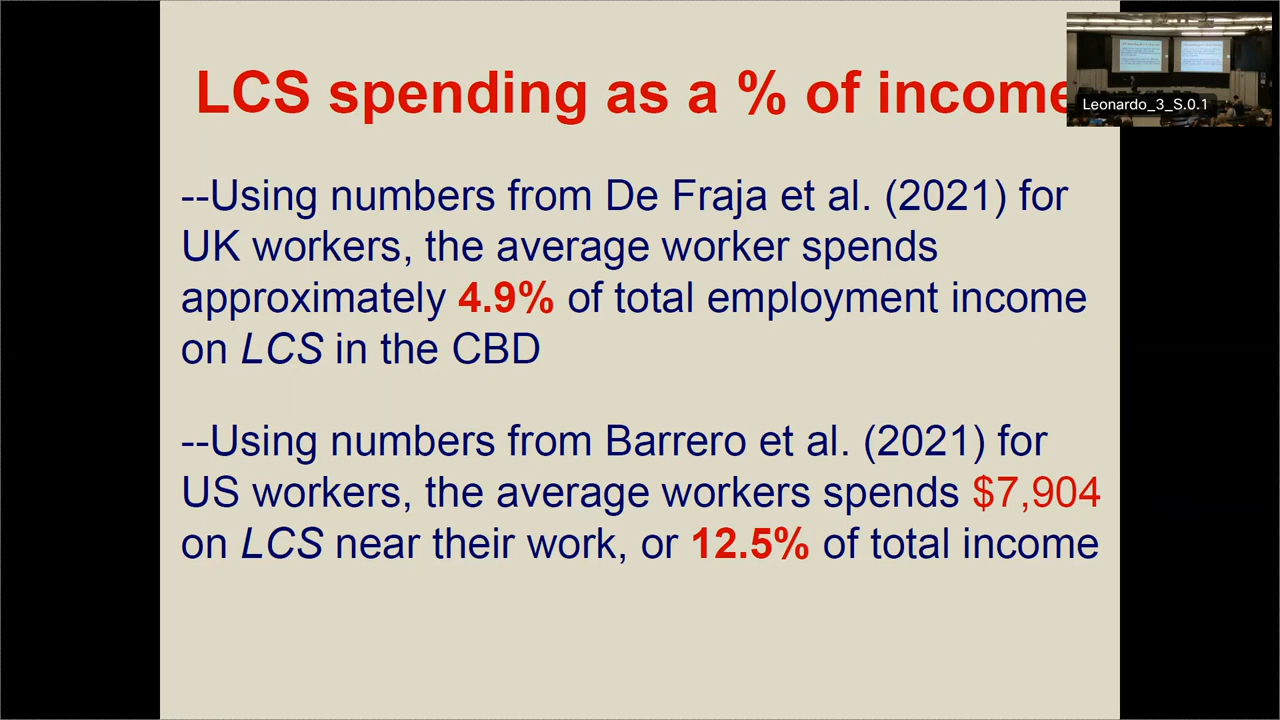 LCS spending as a % of income
Leonardo_3_S.0.1
--Using numbers from De Fraja et al. (2021) for
UK workers, the average worker spends
approximately 4.9% of total employment income
on LCS in the CBD
--Using numbers from Barrero et al. (2021) for
US workers, the average workers spends $7,904
on LCS near their work, or 12.5% of total income